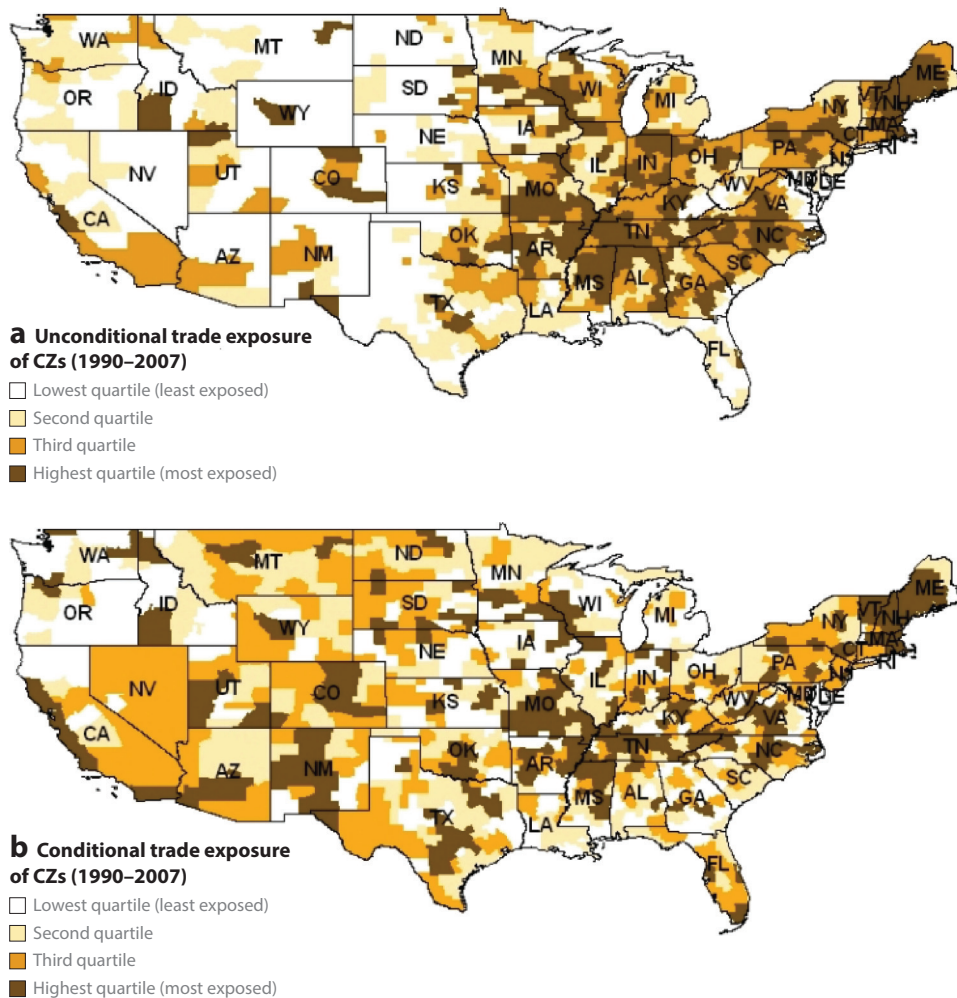 WA
MT
ND
MN
OR
ID
SD
WI
MI
WY
NY
VT
NH
ME
MA
CT
RI
NE
IA
PA
NJ
NV
UT
CO
KS
IL
IN
OH
MD
DE
WV
VA
MO
KY
CA
AZ
NM
OK
AR
TN
NC
SC
MS
AL
GA
TX
LA
FL
a Unconditional trade exposure
of CZs (1990–2007)
Lowest quartile (least exposed)
Second quartile
Third quartile
Highest quartile (most exposed)
WA
MT
ND
MN
OR
ID
SD
WI
MI
WY
NY
VT
NH
ME
MA
CT
RI
NE
IA
PA
NJ
NV
UT
CO
KS
IL
IN
OH
MD
DE
WV
VA
MO
KY
CA
AZ
NM
OK
AR
TN
NC
SC
MS
AL
GA
TX
LA
FL
b Conditional trade exposure
of CZs (1990–2007)
Lowest quartile (least exposed)
Second quartile
Third quartile
Highest quartile (most exposed)